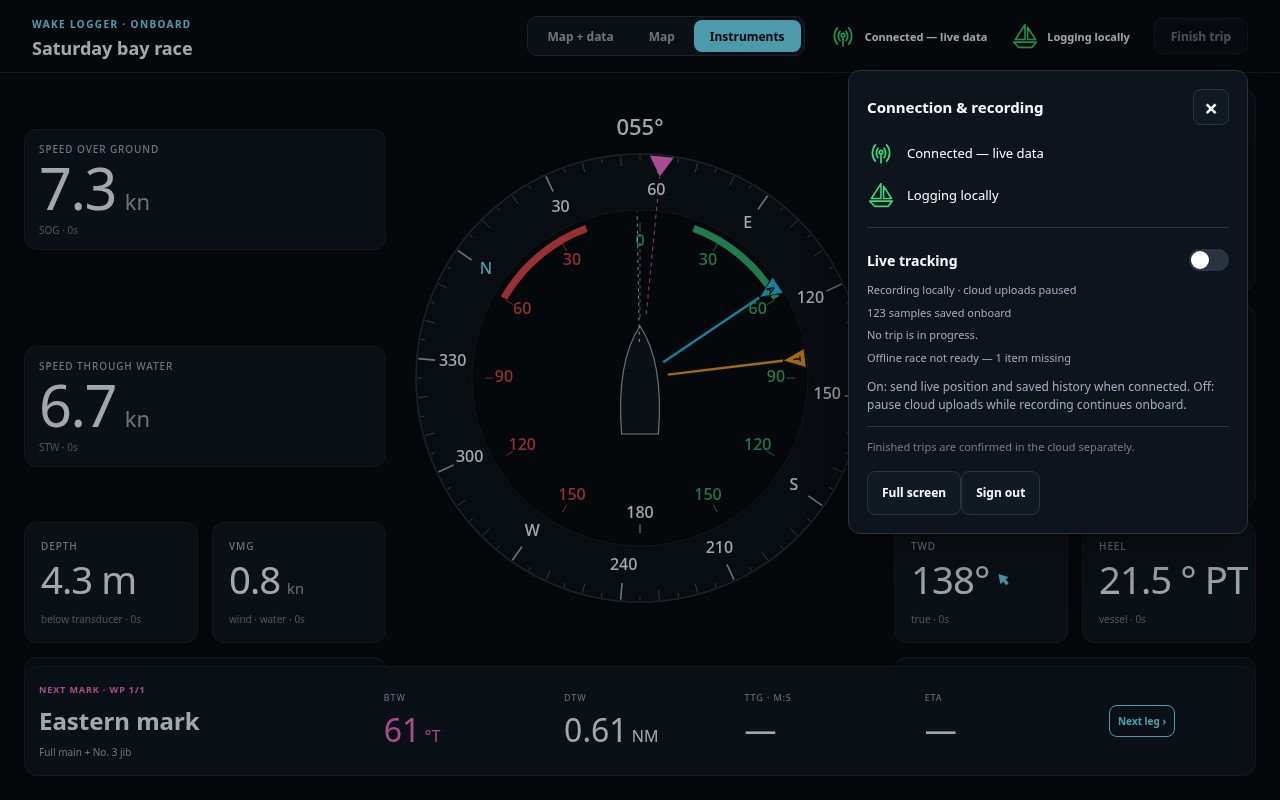 WAKE LOGGER · ONBOARD
Saturday bay race
Map + data
Map
Instruments
Connected — live data
Logging locally
Finish trip
SPEED OVER GROUND
7.3 kn
SOG · 0s
SPEED THROUGH WATER
6.7 kn
STW · 0s
DEPTH
4.3 m
below transducer · 0s
VMG
0.8 kn
wind · water · 0s
055°
60
30
E
N
120
330
150
300
S
W
210
240
0
30
30
60
60
90
90
120
120
150
150
180
T
Connection & recording
×
Connected — live data
Logging locally
Live tracking
Recording locally · cloud uploads paused
123 samples saved onboard
No trip is in progress.
Offline race not ready — 1 item missing
On: send live position and saved history when connected. Off:
pause cloud uploads while recording continues onboard.
Finished trips are confirmed in the cloud separately.
Full screen
Sign out
TWD
138°
true · 0s
HEEL
21.5 ° PT
vessel · 0s
NEXT MARK · WP 1/1
Eastern mark
Full main + No. 3 jib
BTW
61 °T
DTW
0.61 NM
TTG · M:S
—
ETA
—
Next leg ›